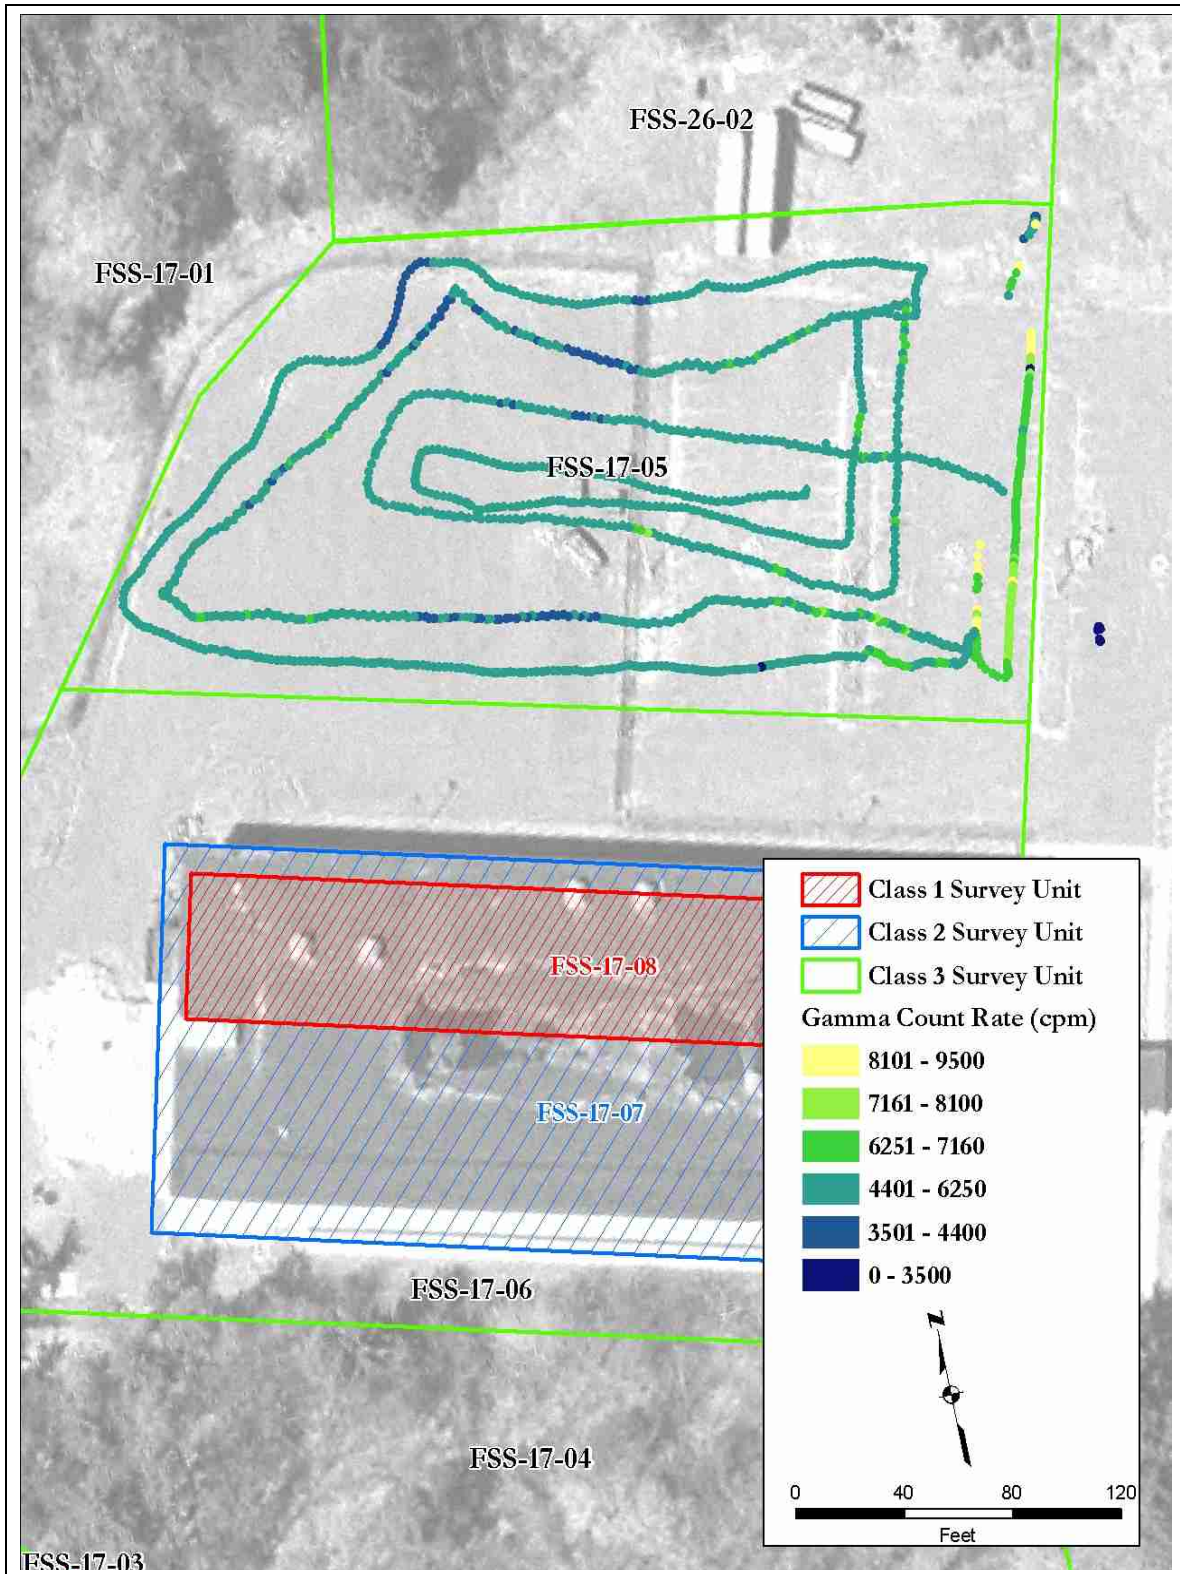 FSS-26-02
FSS-17-01
FSS-17-05
FSS-17-08
FSS-17-07
FSS-17-06
FSS-17-04
FSS-17-03
Class 1 Survey Unit
Class 2 Survey Unit
Class 3 Survey Unit
Gamma Count Rate (cpm)
8101 - 9500
7161 - 8100
6251 - 7160
4401 - 6250
3501 - 4400
0 - 3500
N
0 40 80 120
Feet